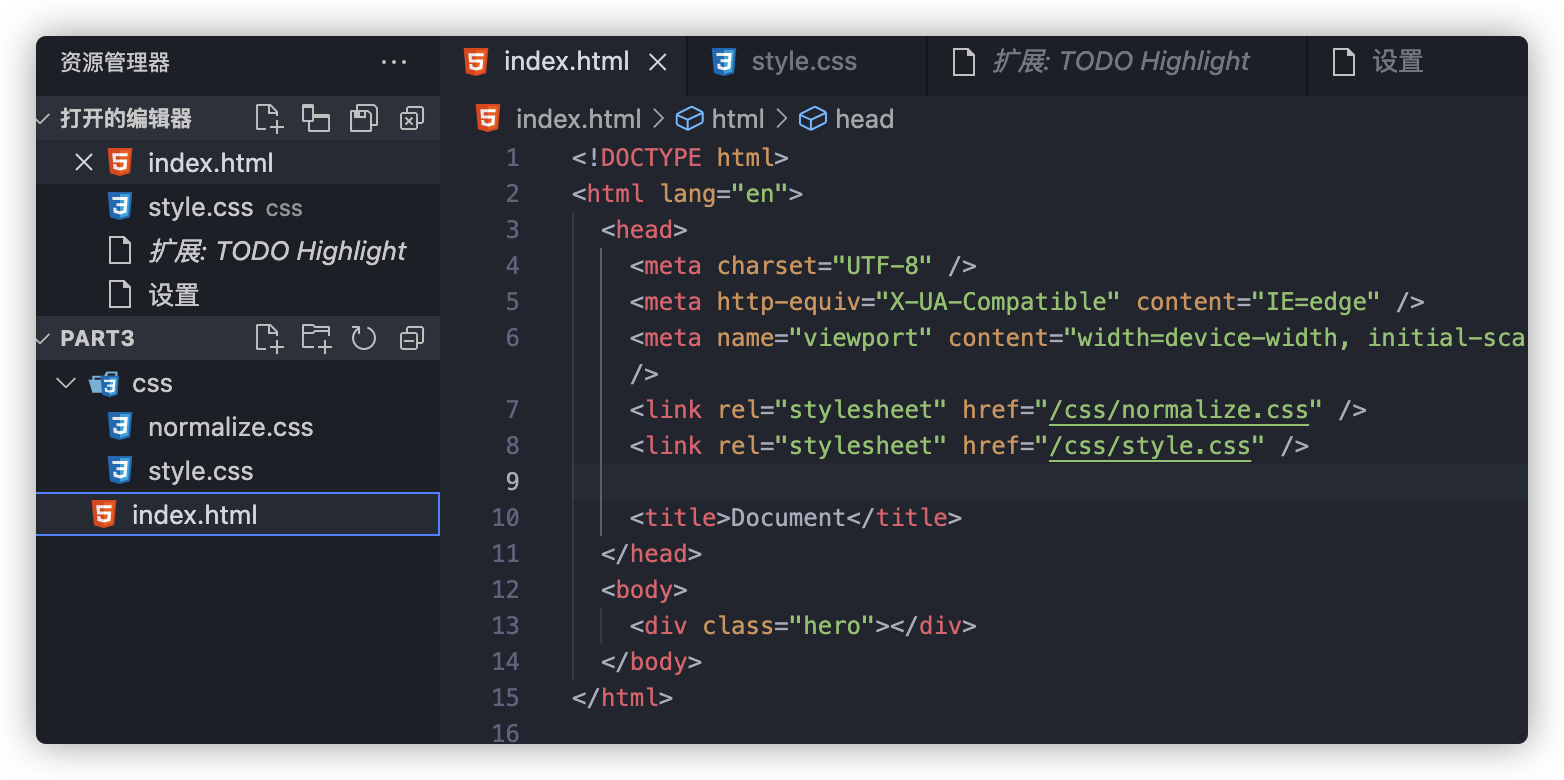 资源管理器 ···
打开的编辑器
index.html
style.css css
扩展: TODO Highlight
设置
PART3
css
normalize.css
style.css
index.html
index.html style.css 扩展: TODO Highlight 设置
index.html > html > head
1 <!DOCTYPE html>
2 <html lang="en">
3 <head>
4 <meta charset="UTF-8" />
5 <meta http-equiv="X-UA-Compatible" content="IE=edge" />
6 <meta name="viewport" content="width=device-width, initial-sca
/>
7 <link rel="stylesheet" href="/css/normalize.css" />
8 <link rel="stylesheet" href="/css/style.css" />
9
10 <title>Document</title>
11 </head>
12 <body>
13 <div class="hero"></div>
14 </body>
15 </html>
16